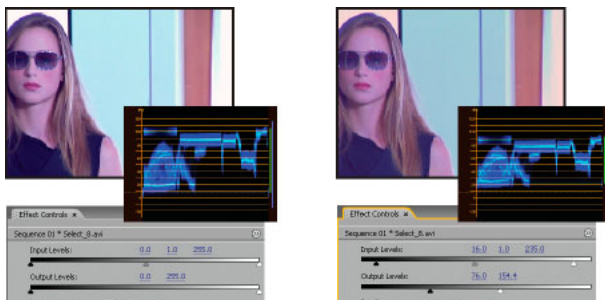 Effect Controls ×
Sequence 01 * Select_8.avi
Input Levels: 0.0 1.0 255.0
Output Levels: 0.0 255.0
Effect Controls ×
Sequence 01 * Select_8.avi
Input Levels: 16.0 1.0 235.0
Output Levels: 76.0 154.4